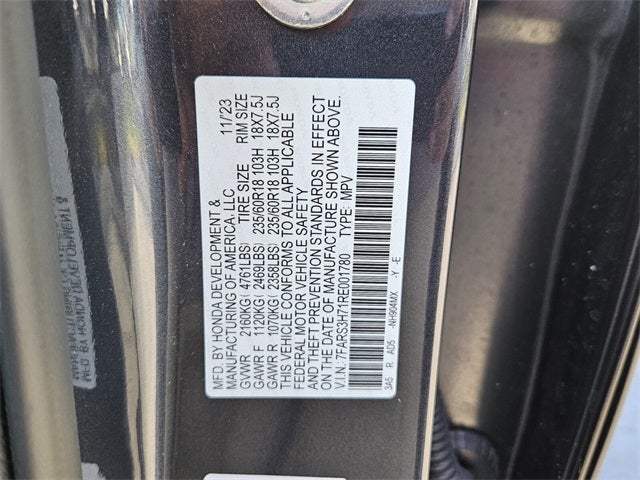 MFD. BY HONDA DEVELOPMENT & 11/'23
MANUFACTURING OF AMERICA, LLC
GVWR 2160KG( 4761LBS) TIRE SIZE RIM SIZE
GAWR F 1120KG( 2469LBS) 235/60R18 103H 18X7.5J
GAWR R 1070KG( 2358LBS) 235/60R18 103H 18X7.5J
THIS VEHICLE CONFORMS TO ALL APPLICABLE
FEDERAL MOTOR VEHICLE SAFETY
AND THEFT PREVENTION STANDARDS IN EFFECT
ON THE DATE OF MANUFACTURE SHOWN ABOVE.
V.I.N.: 7FARS3H71RE001780 TYPE: MPV
3A5 R AD5 -NH904MX -Y -E